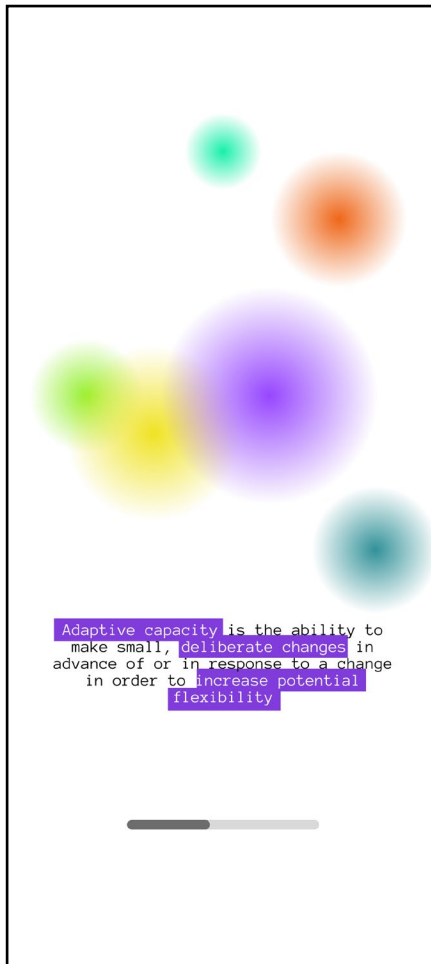 Adaptive capacity is the ability to
make small, deliberate changes in
advance of or in response to a change
in order to increase potential
flexibility